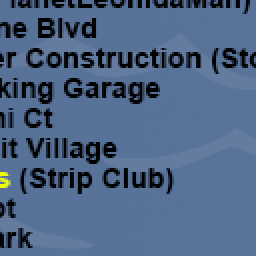 PlanetLeonidaMan)
ne Blvd
er Construction (Sto
king Garage
ni Ct
it Village
s (Strip Club)
ot
ark